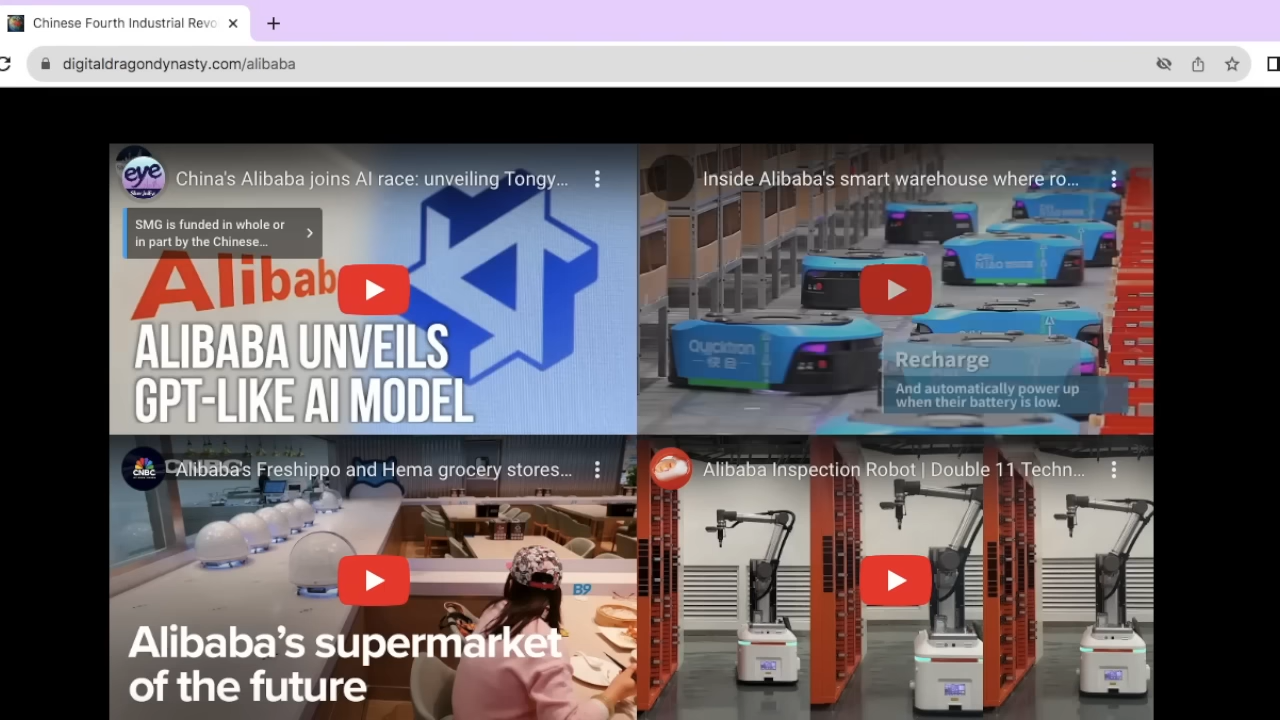 Chinese Fourth Industrial Revo
digitaldragondynasty.com/alibaba
eye
China's Alibaba joins AI race: unveiling Tongy...
SMG is funded in whole or
in part by the Chinese...
Alibab
ALIBABA UNVEILS
GPT-LIKE AI MODEL
Inside Alibaba's smart warehouse where ro...
Quicktron
Recharge
And automatically power up
when their battery is low.
CNBC
Alibaba's Freshippo and Hema grocery stores...
B9
Alibaba's supermarket
of the future
Alibaba Inspection Robot | Double 11 Techn...